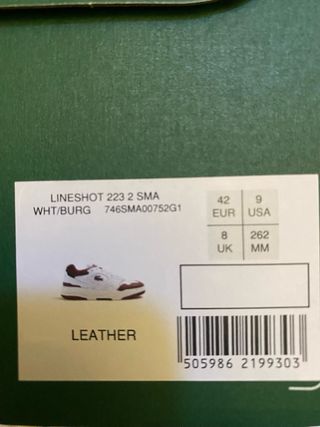 LINESHOT 223 2 SMA
WHT/BURG 746SMA00752G1
42 9
EUR USA
8 262
UK MM
LEATHER
505986 2199303